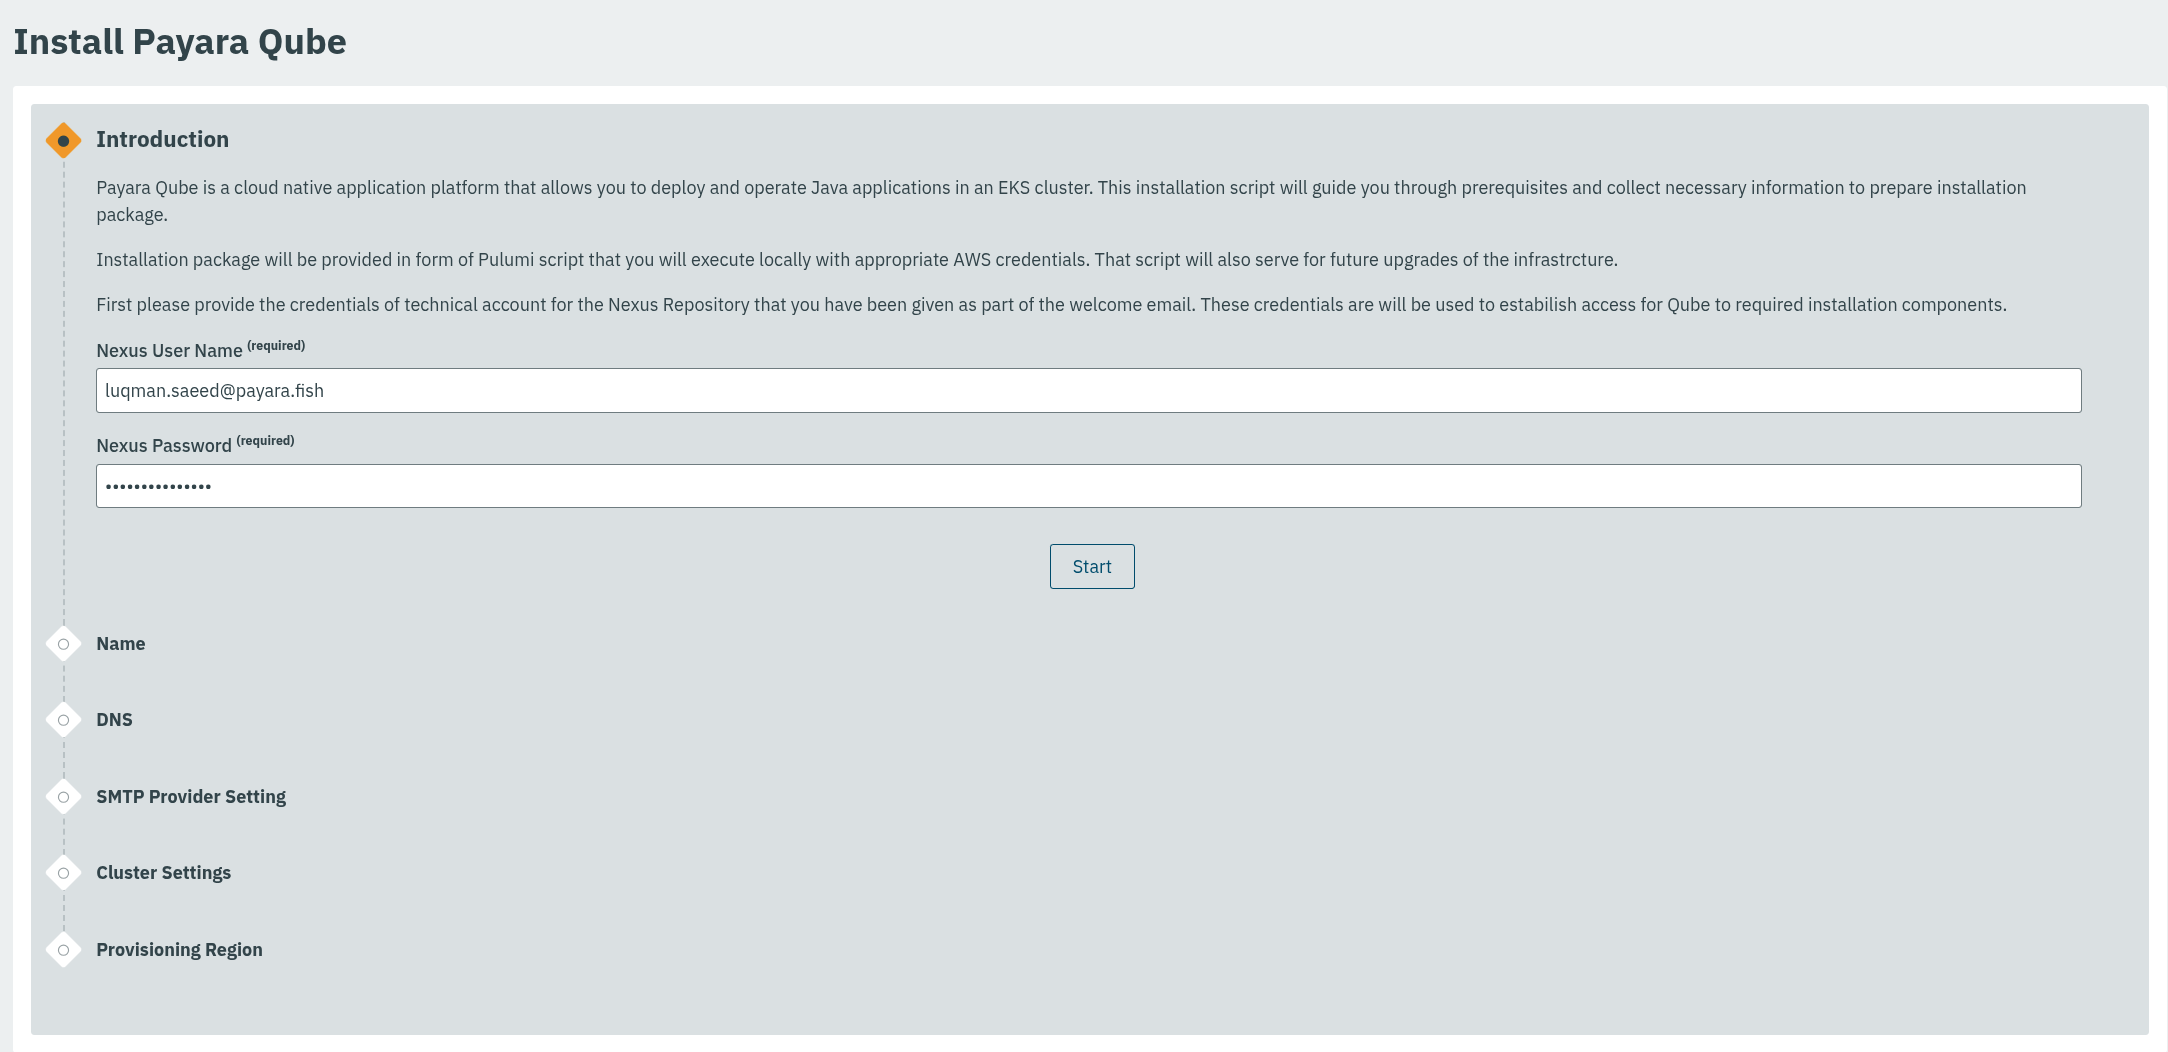 Install Payara Qube
Introduction
Payara Qube is a cloud native application platform that allows you to deploy and operate Java applications in an EKS cluster. This installation script will guide you through prerequisites and collect necessary information to prepare installation
package.
Installation package will be provided in form of Pulumi script that you will execute locally with appropriate AWS credentials. That script will also serve for future upgrades of the infrastrcture.
First please provide the credentials of technical account for the Nexus Repository that you have been given as part of the welcome email. These credentials are will be used to estabilish access for Qube to required installation components.
Nexus User Name (required)
luqman.saeed@payara.fish
Nexus Password (required)
•••••••••••••••
Start
Name
DNS
SMTP Provider Setting
Cluster Settings
Provisioning Region